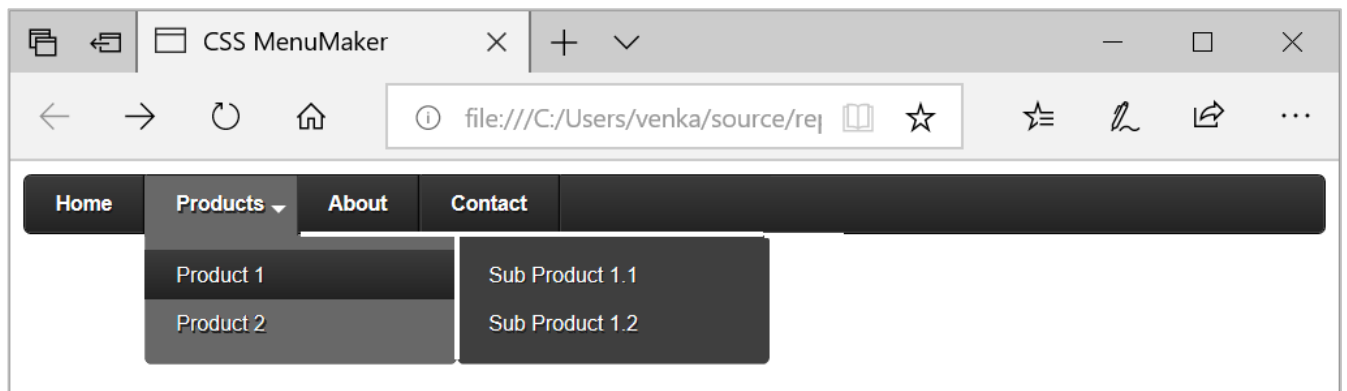 CSS MenuMaker
file:///C:/Users/venka/source/rep
Home Products About Contact
Product 1 Sub Product 1.1
Product 2 Sub Product 1.2